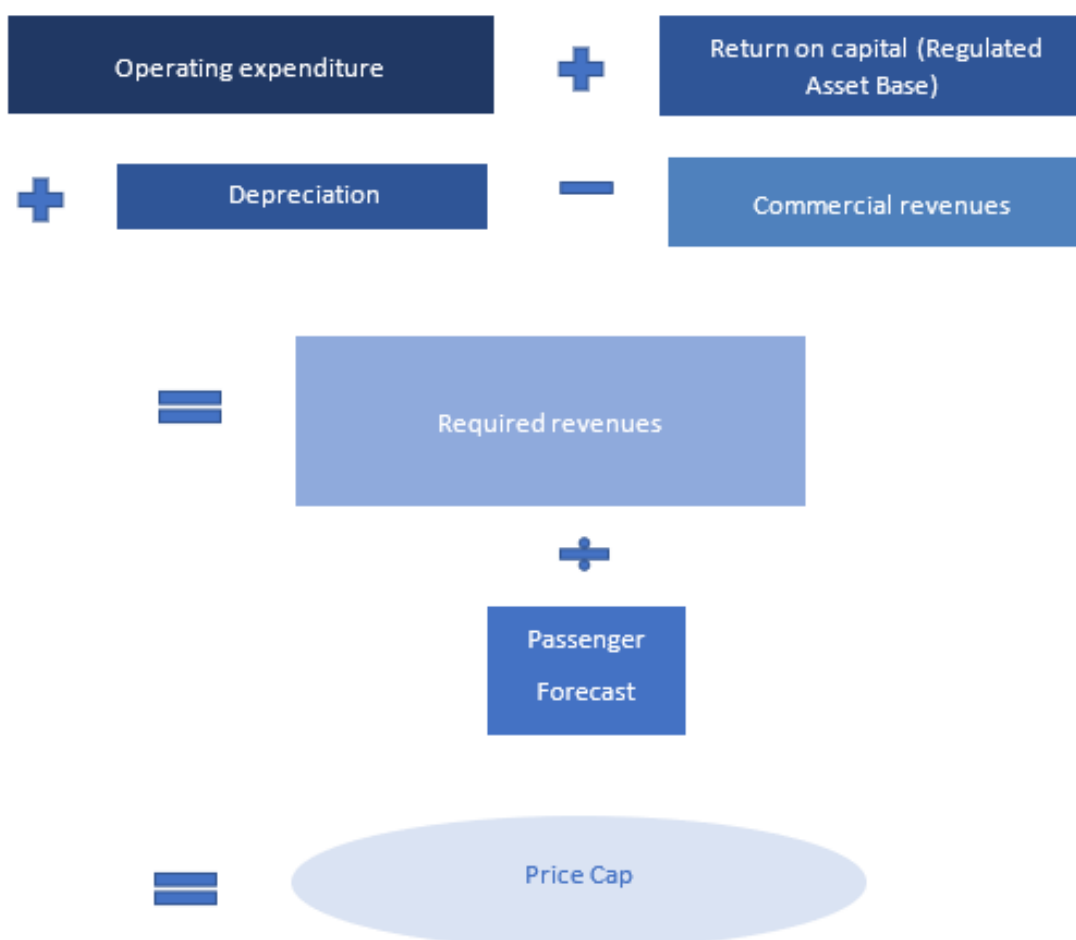 Operating expenditure
Return on capital (Regulated
Asset Base)
Depreciation
Commercial revenues
Required revenues
Passenger
Forecast
Price Cap